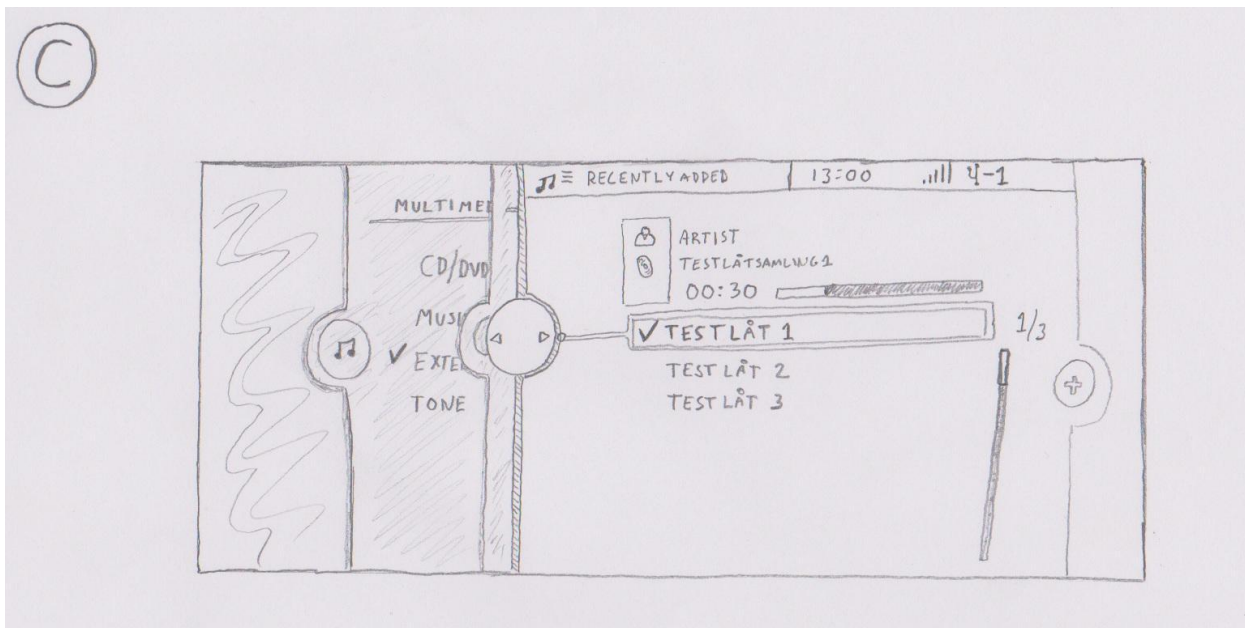 C
RECENTLY ADDED 13:00 4-1
MULTIME
CD/DVD
MUSI
EXTE
TONE
ARTIST
TESTLÅTSAMLING1
00:30
TESTLÅT 1 1/3
TESTLÅT 2
TESTLÅT 3